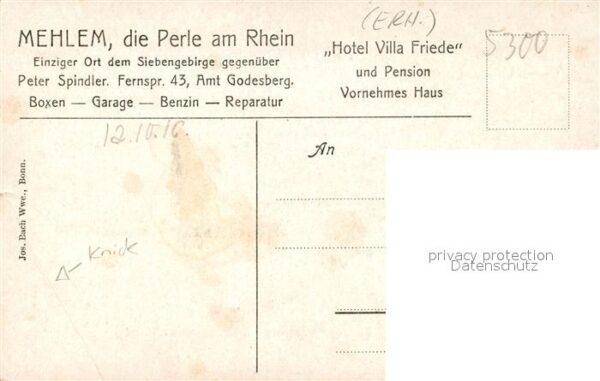 MEHLEM, die Perle am Rhein
Einziger Ort dem Siebengebirge gegenüber
Peter Spindler. Fernspr. 43, Amt Godesberg.
Boxen — Garage — Benzin — Reparatur
(ERH.)
„Hotel Villa Friede"
und Pension
Vornehmes Haus
5300
12.10.16
An
Jos. Bach Wwe., Bonn.
Knick
privacy protection
Datenschutz